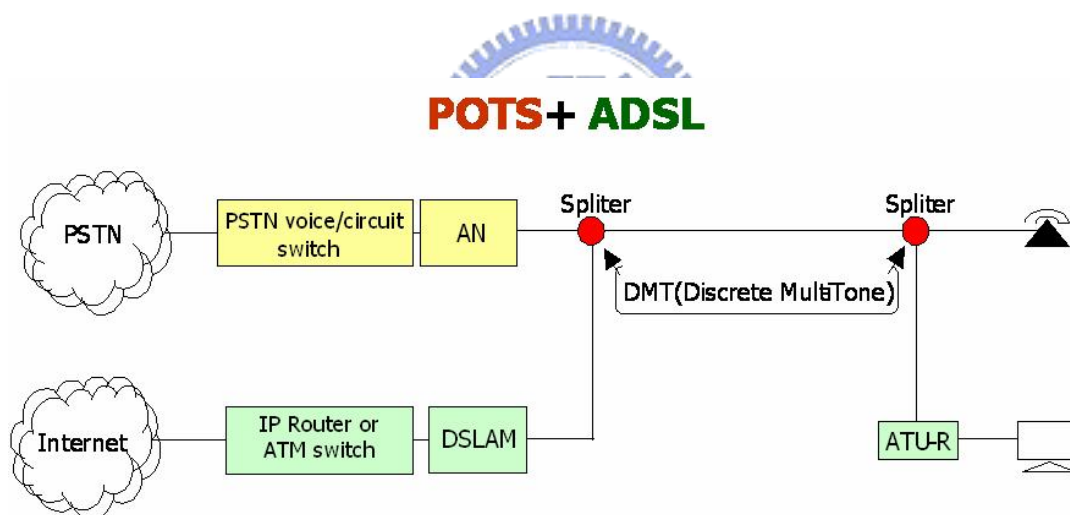 POTS+ ADSL
Spliter
Spliter
PSTN
PSTN voice/circuit
switch
AN
DMT(Discrete MultiTone)
Internet
IP Router or
ATM switch
DSLAM
ATU-R